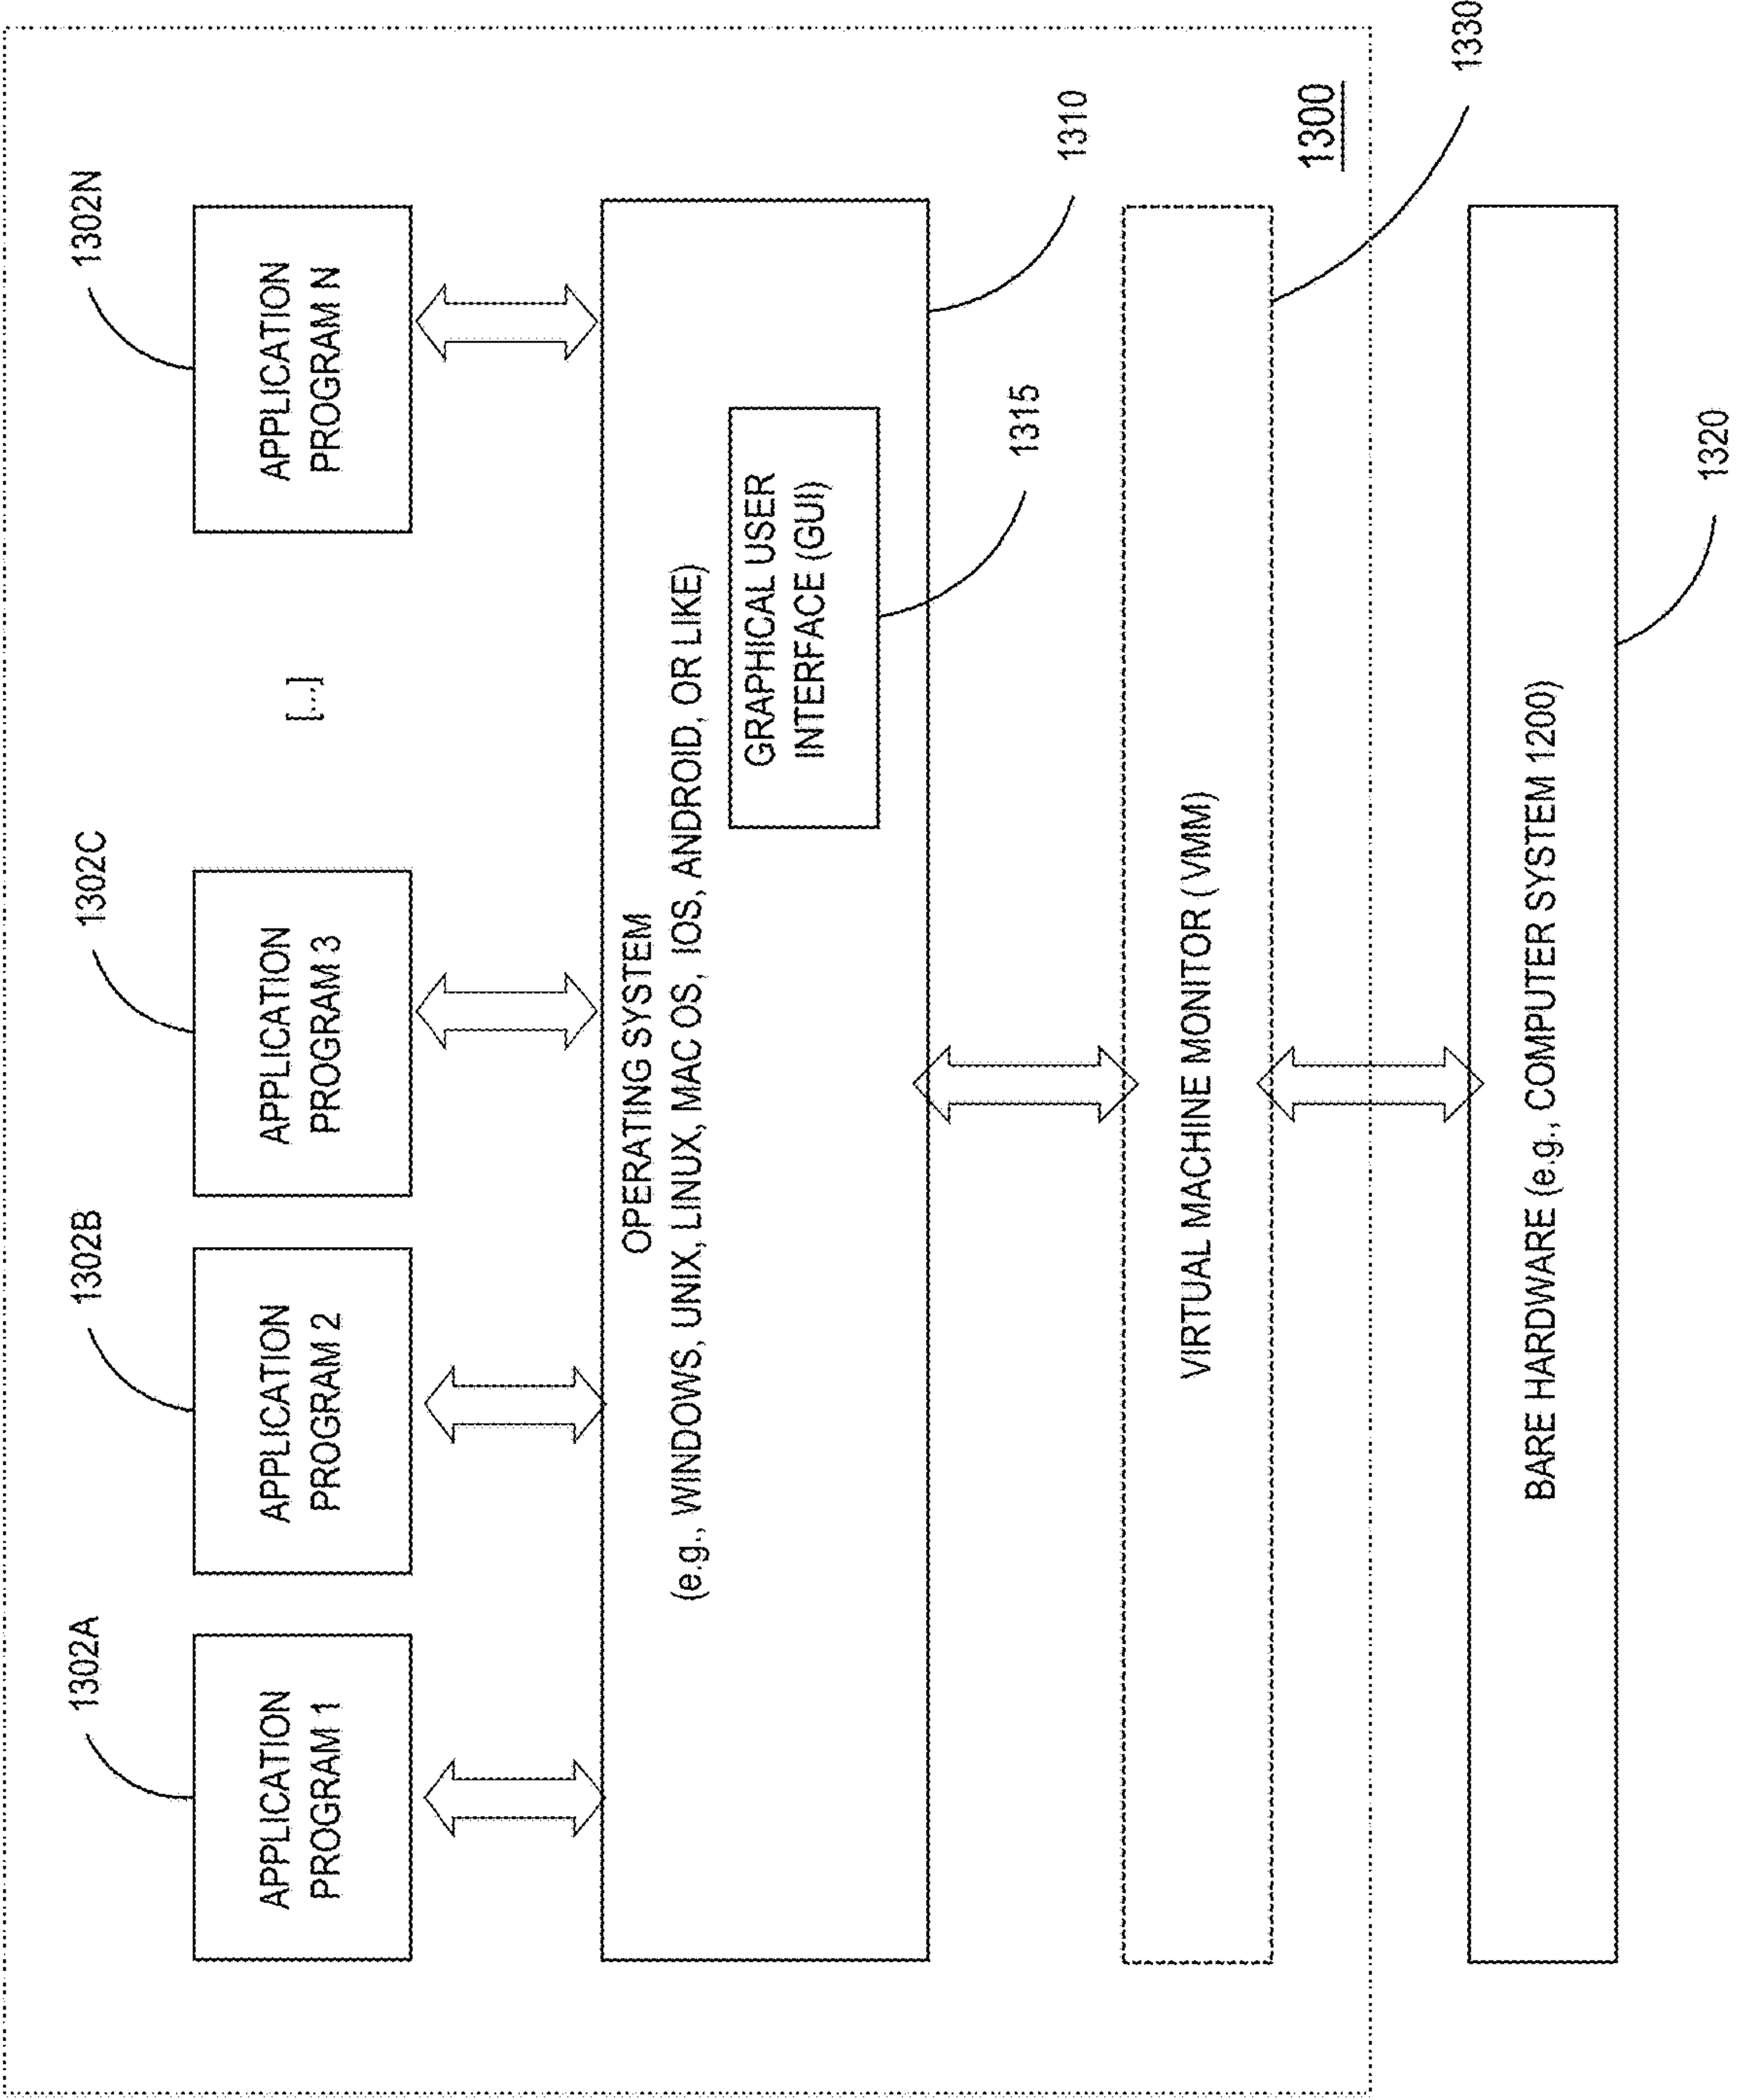 1302A
1302B
1302C
1302N
APPLICATION
PROGRAM 1
APPLICATION
PROGRAM 2
APPLICATION
PROGRAM 3
[...]
APPLICATION
PROGRAM N
OPERATING SYSTEM
(e.g., WINDOWS, UNIX, LINUX, MAC OS, IOS, ANDROID, OR LIKE)
GRAPHICAL USER
INTERFACE (GUI)
1315
1310
VIRTUAL MACHINE MONITOR (VMM)
1300
1330
BARE HARDWARE (e.g., COMPUTER SYSTEM 1200)
1320